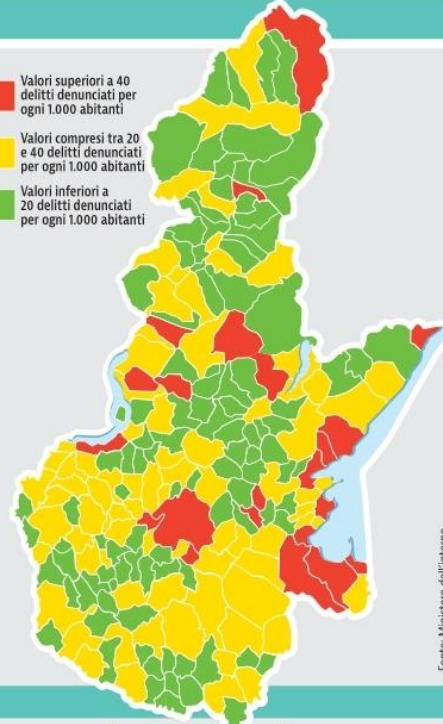 Valori superiori a 40
delitti denunciati per
ogni 1.000 abitanti
Valori compresi tra 20
e 40 delitti denunciati
per ogni 1.000 abitanti
Valori inferiori a
20 delitti denunciati
per ogni 1.000 abitanti
Fonte: Ministero dell'interno